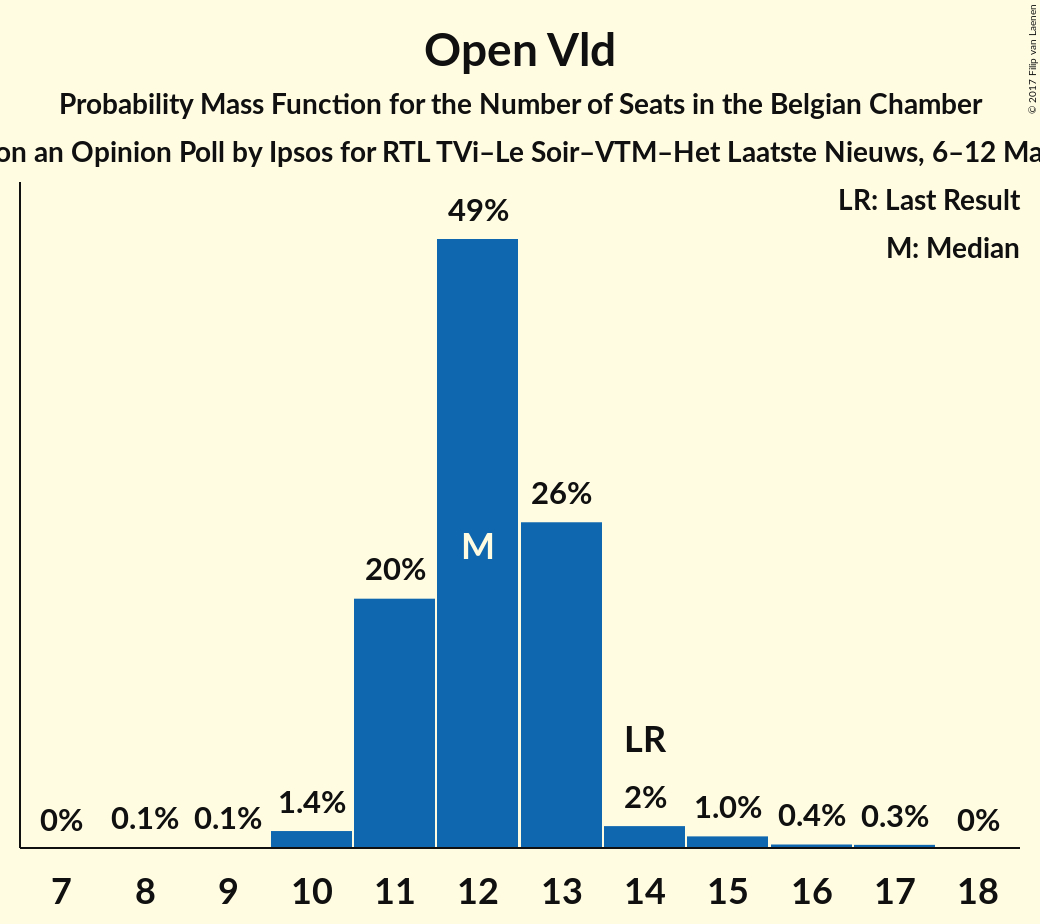 © 2017 Filip van Laenen
Open Vld
Probability Mass Function for the Number of Seats in the Belgian Chamber
on an Opinion Poll by Ipsos for RTL TVi–Le Soir–VTM–Het Laatste Nieuws, 6–12 Ma
LR: Last Result
M: Median
49%
26%
M
20%
LR
0% 0.1% 0.1% 1.4% 2% 1.0% 0.4% 0.3% 0%
7 8 9 10 11 12 13 14 15 16 17 18